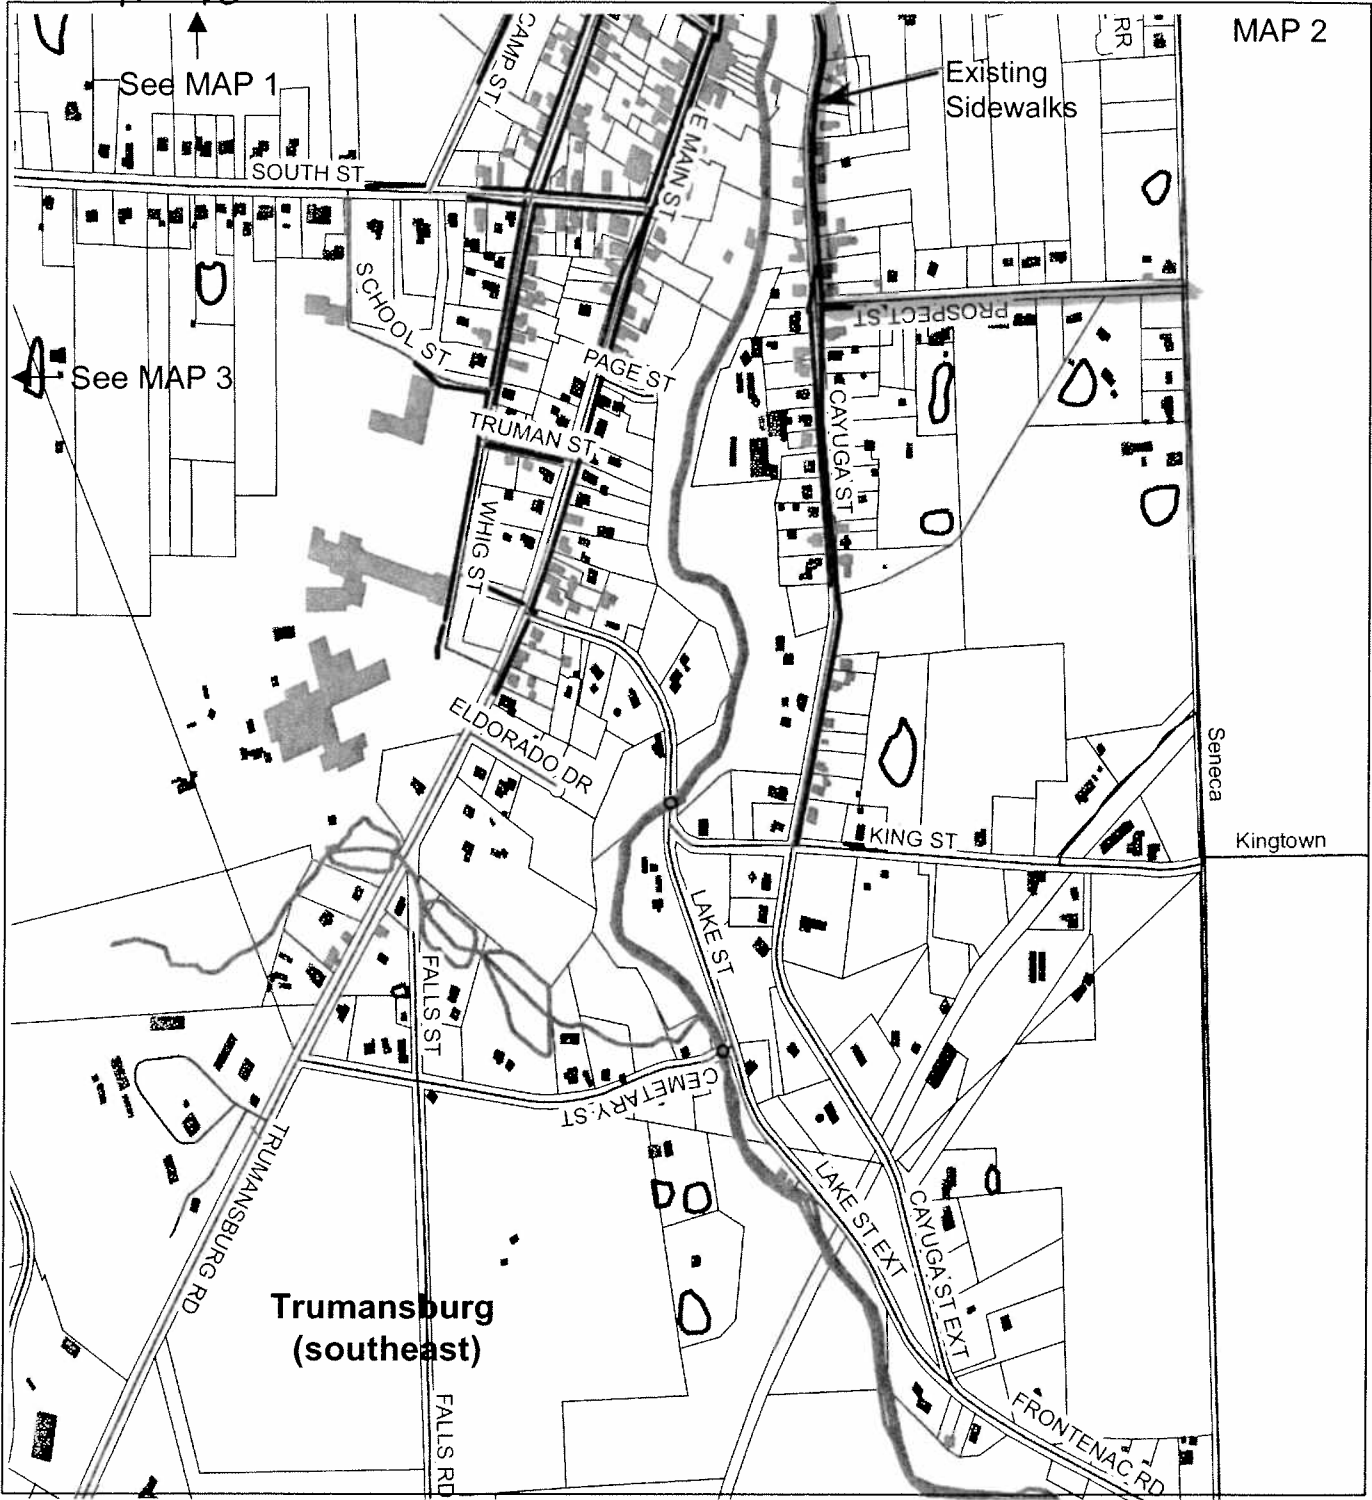 MAP 2
See MAP 1
CAMP ST
RR
Existing
Sidewalks
E MAIN ST
SOUTH ST
SCHOOL ST
PROSPECT ST
PAGE ST
See MAP 3
TRUMAN ST
CAYUGA ST
WHIG ST
ELDORADO DR
Seneca
KING ST
Kingtown
LAKE ST
FALLS ST
CEMETARY ST
TRUMANSBURG RD
LAKE ST EXT
CAYUGA ST EXT
Trumansburg
(southeast)
FALLS RD
FRONTENAC RD